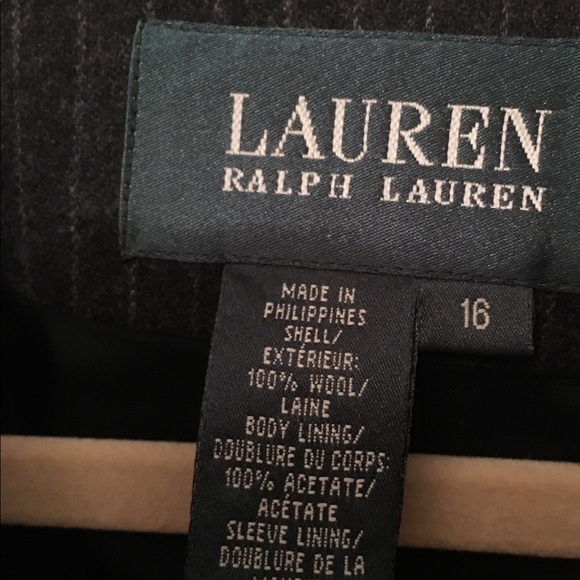 LAUREN
RALPH LAUREN
MADE IN
PHILIPPINES
SHELL/
EXTÉRIEUR:
100% WOOL/
LAINE
BODY LINING/
DOUBLURE DU CORPS:
100% ACETATE/
ACÉTATE
SLEEVE LINING/
DOUBLURE DE LA
16